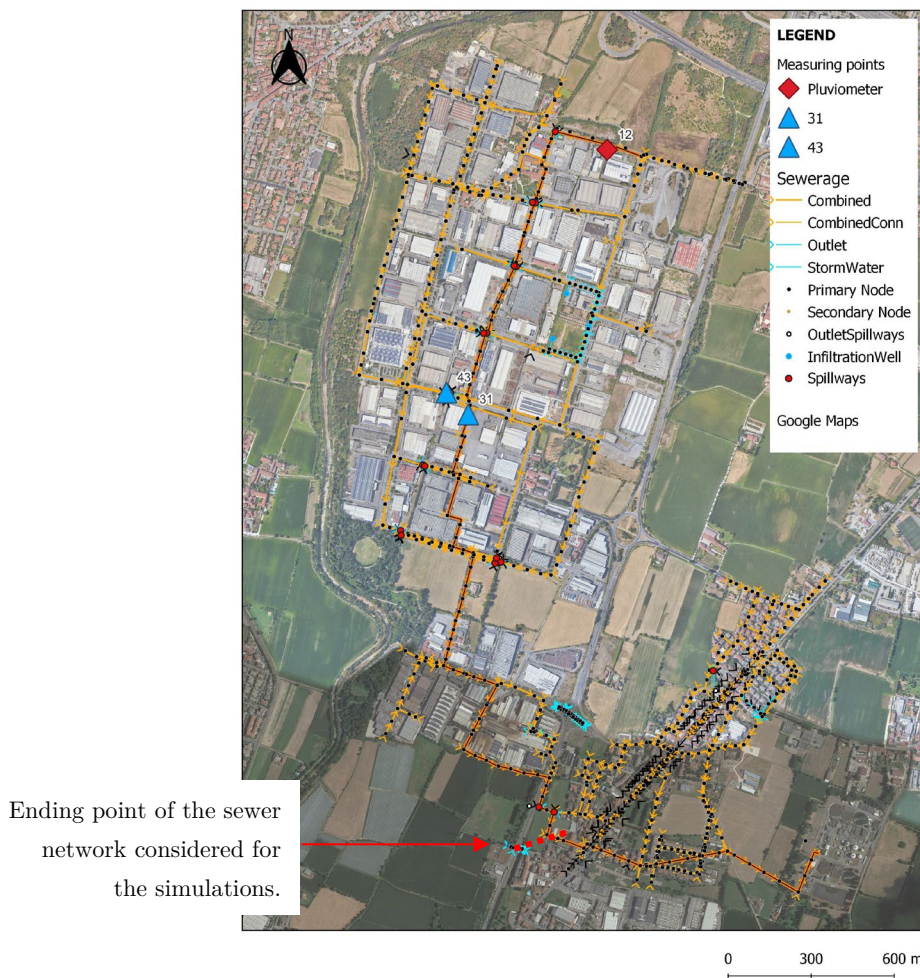 N
12
43
31
LEGEND
Measuring points
Pluviometer
31
43
Sewerage
Combined
CombinedConn
Outlet
StormWater
Primary Node
Secondary Node
OutletSpillways
InfiltrationWell
Spillways
Google Maps
Ending point of the sewer
network considered for
the simulations.
0 300 600 m